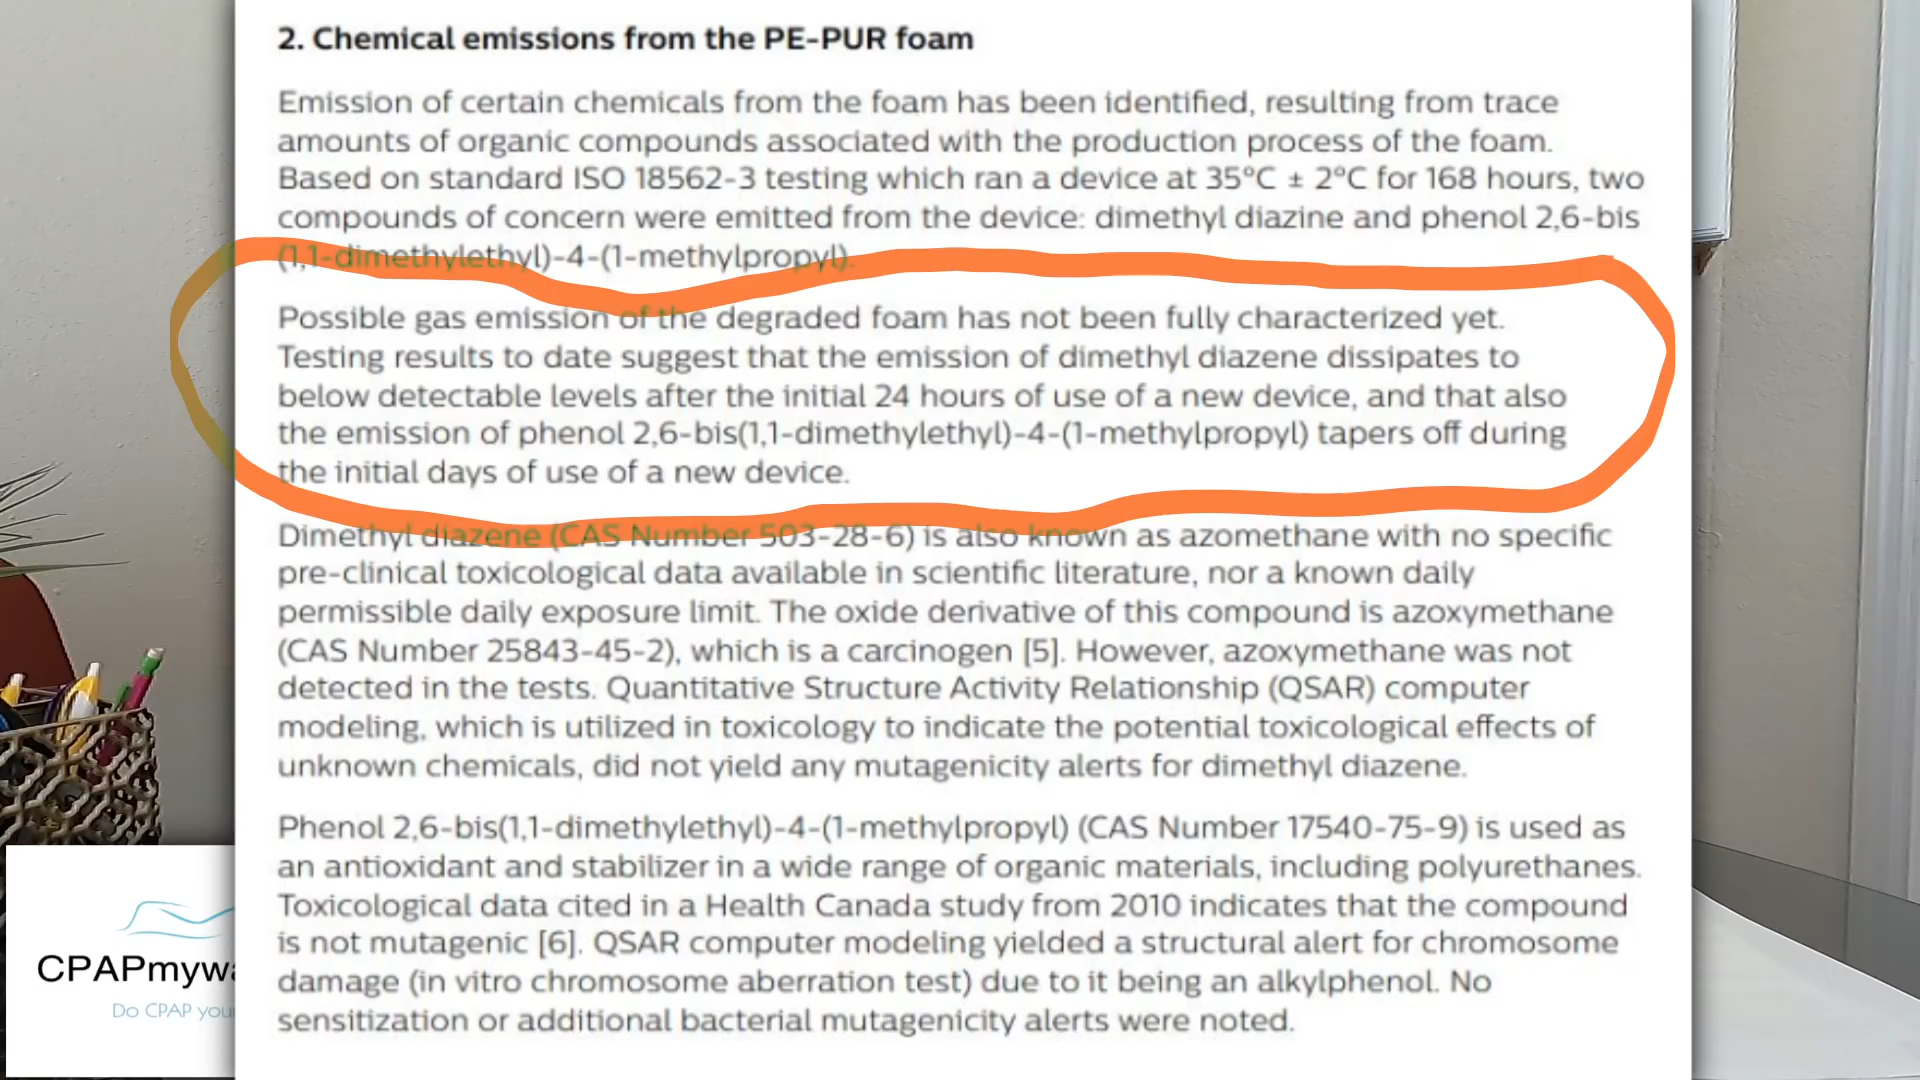 2. Chemical emissions from the PE-PUR foam
Emission of certain chemicals from the foam has been identified, resulting from trace
amounts of organic compounds associated with the production process of the foam.
Based on standard ISO 18562-3 testing which ran a device at 35°C ± 2°C for 168 hours, two
compounds of concern were emitted from the device: dimethyl diazine and phenol 2,6-bis
(1,1-dimethylethyl)-4-(1-methylpropyl).
Possible gas emission of the degraded foam has not been fully characterized yet.
Testing results to date suggest that the emission of dimethyl diazene dissipates to
below detectable levels after the initial 24 hours of use of a new device, and that also
the emission of phenol 2,6-bis(1,1-dimethylethyl)-4-(1-methylpropyl) tapers off during
the initial days of use of a new device.
Dimethyl diazene (CAS Number 503-28-6) is also known as azomethane with no specific
pre-clinical toxicological data available in scientific literature, nor a known daily
permissible daily exposure limit. The oxide derivative of this compound is azoxymethane
(CAS Number 25843-45-2), which is a carcinogen [5]. However, azoxymethane was not
detected in the tests. Quantitative Structure Activity Relationship (QSAR) computer
modeling, which is utilized in toxicology to indicate the potential toxicological effects of
unknown chemicals, did not yield any mutagenicity alerts for dimethyl diazene.
Phenol 2,6-bis(1,1-dimethylethyl)-4-(1-methylpropyl) (CAS Number 17540-75-9) is used as
an antioxidant and stabilizer in a wide range of organic materials, including polyurethanes.
Toxicological data cited in a Health Canada study from 2010 indicates that the compound
is not mutagenic [6]. QSAR computer modeling yielded a structural alert for chromosome
damage (in vitro chromosome aberration test) due to it being an alkylphenol. No
sensitization or additional bacterial mutagenicity alerts were noted.
CPAPmywa
Do CPAP you